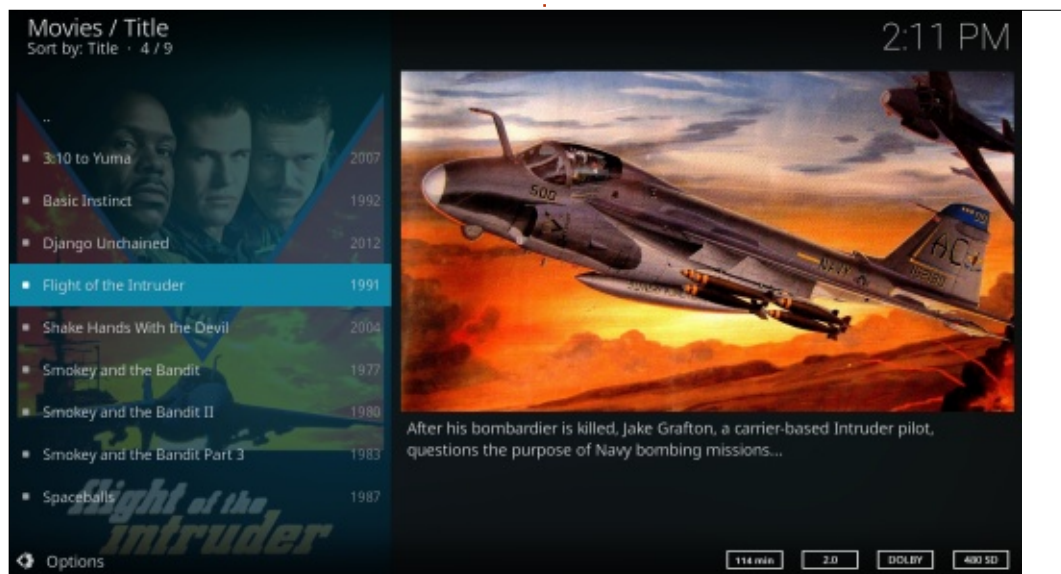 Movies / Title
Sort by: Title · 4 / 9
2:11 PM
..
3:10 to Yuma 2007
Basic Instinct 1992
Django Unchained 2012
Flight of the Intruder 1991
Shake Hands With the Devil 2004
Smokey and the Bandit 1977
Smokey and the Bandit II 1980
Smokey and the Bandit Part 3 1983
Spaceballs 1987
flight of the
intruder
500
NAVY
AC
After his bombardier is killed, Jake Grafton, a carrier-based Intruder pilot,
questions the purpose of Navy bombing missions...
Options
114 min 2.0 DOLBY 480 SD